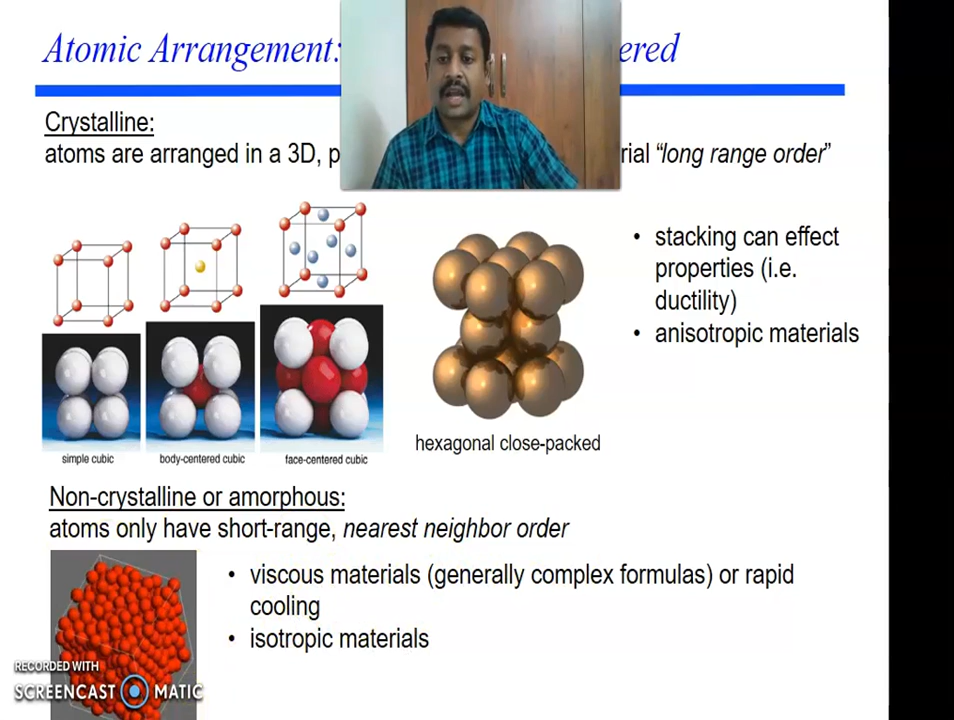 Atomic Arrangement: ered
Crystalline:
atoms are arranged in a 3D, p rial “long range order”
• stacking can effect
properties (i.e.
ductility)
• anisotropic materials
simple cubic
body-centered cubic
face-centered cubic
hexagonal close-packed
Non-crystalline or amorphous:
atoms only have short-range, nearest neighbor order
• viscous materials (generally complex formulas) or rapid
cooling
• isotropic materials
RECORDED WITH
SCREENCAST MATIC